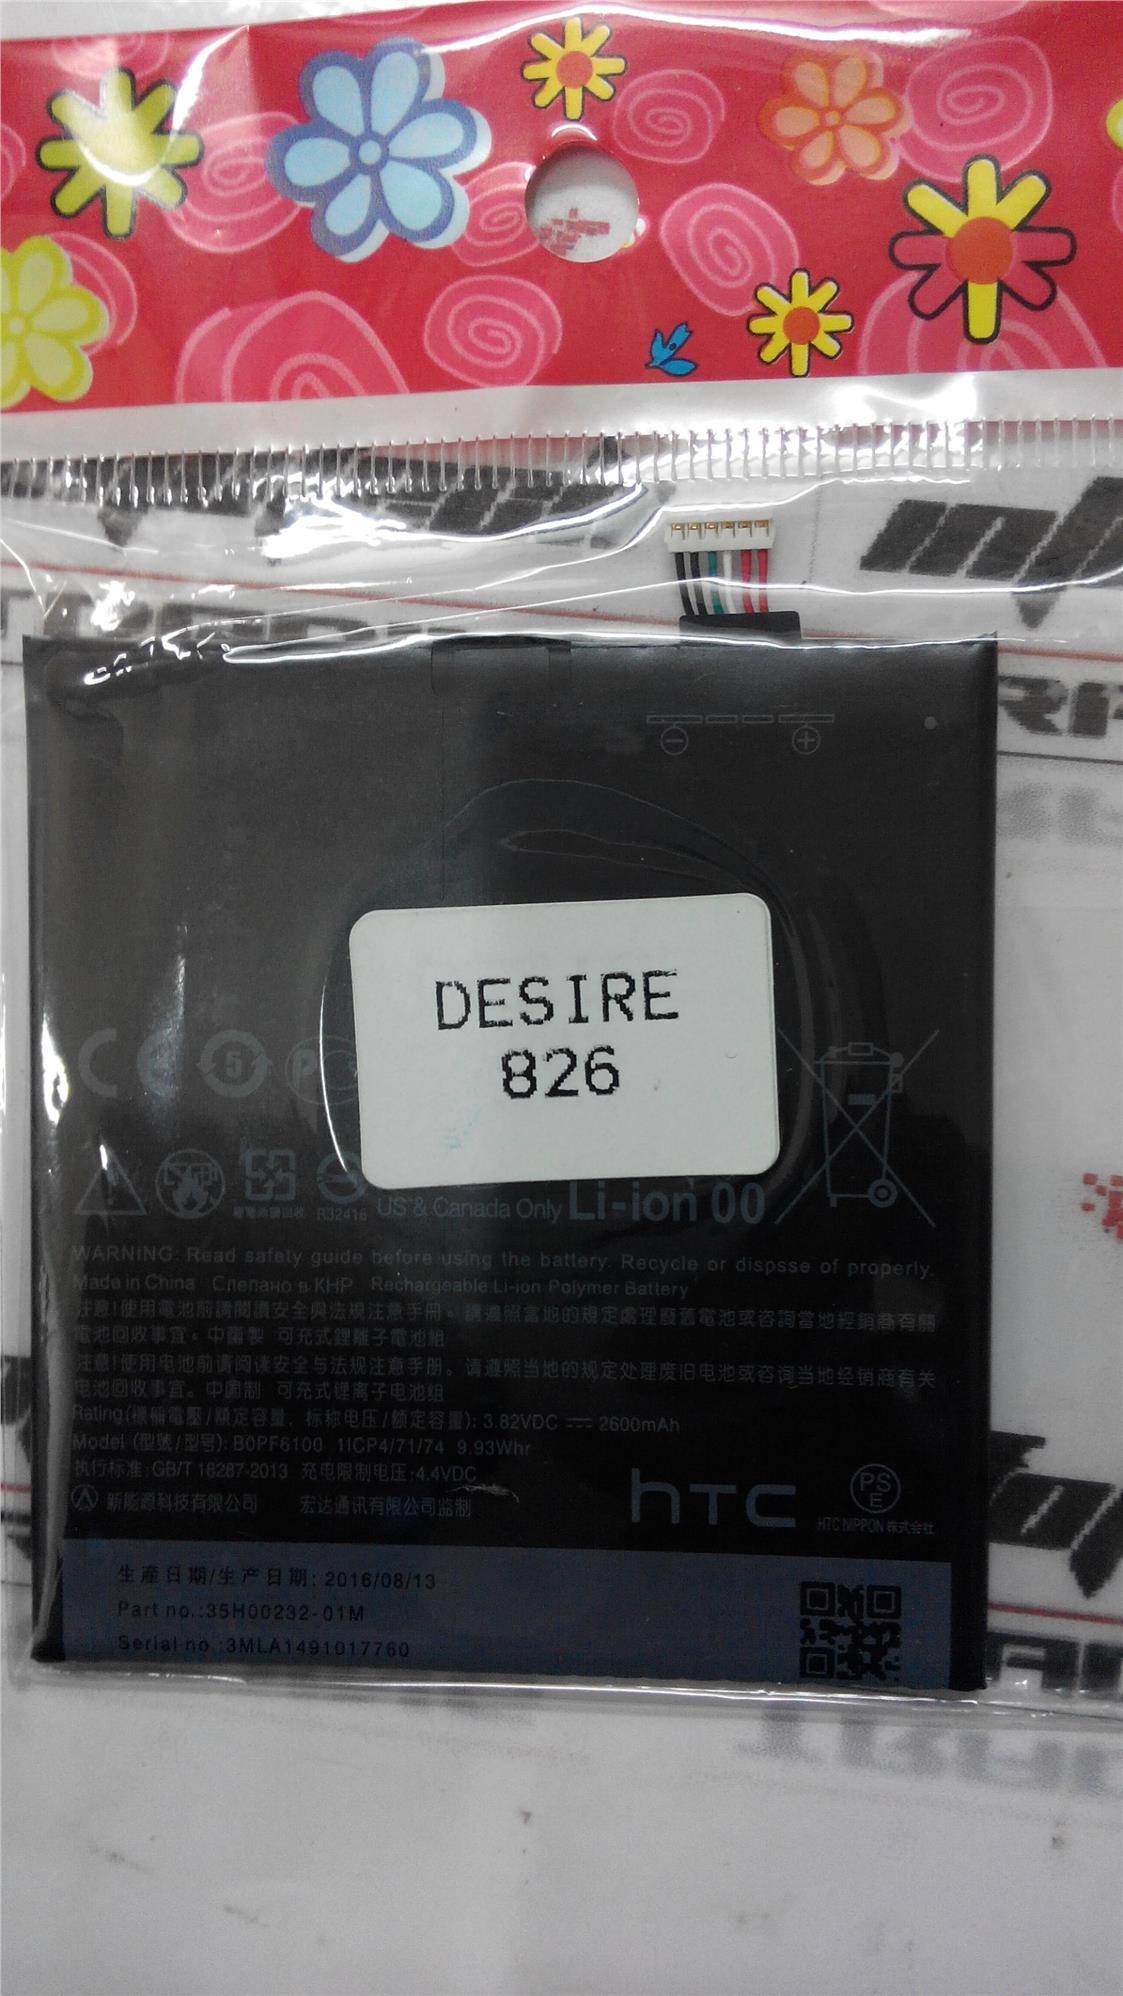 DESIRE
826
CE 5
R32416 US & Canada Only Li-ion 00
WARNING: Read safety guide before using the battery. Recycle or dispsse of properly.
Made in China Слепано в КНР Rechargeable Li-ion Polymer Battery
注意!使用電池前請閱讀安全與法規注意手冊。請遵照當地的規定處理廢舊電池或咨詢當地經銷商有關
電池回收事宜。中國製 可充式鋰離子電池組
注意!使用电池前请阅读安全与法规注意手册。请遵照当地的规定处理废旧电池或咨询当地经销商有关
电池回收事宜。中国制 可充式锂离子电池组
Rating(標稱電壓/額定容量, 标称电压/额定容量): 3.82VDC ⎓ 2600mAh
Model (型號/型号): B0PF6100 1ICP4/71/74 9.93Whr
执行标准:GB/T 18287-2013 充电限制电压:4.4VDC
新能源科技有限公司 宏达通讯有限公司监制
hTC
PS
E
HTC NIPPON 株式会社
生產日期/生产日期: 2016/08/13
Part no.:35H00232-01M
Serial no.:3MLA1491017760